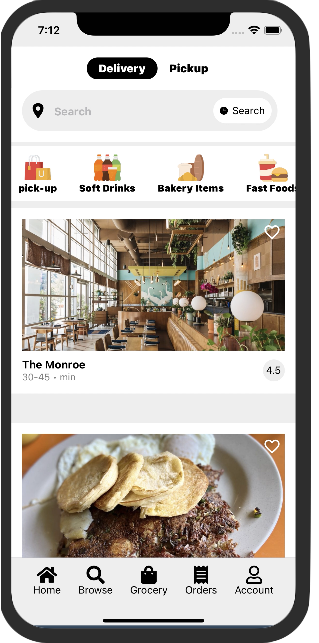 7:12
Delivery Pickup
Search Search
pick-up Soft Drinks Bakery Items Fast Foods
The Monroe
30-45 • min
4.5
Home Browse Grocery Orders Account